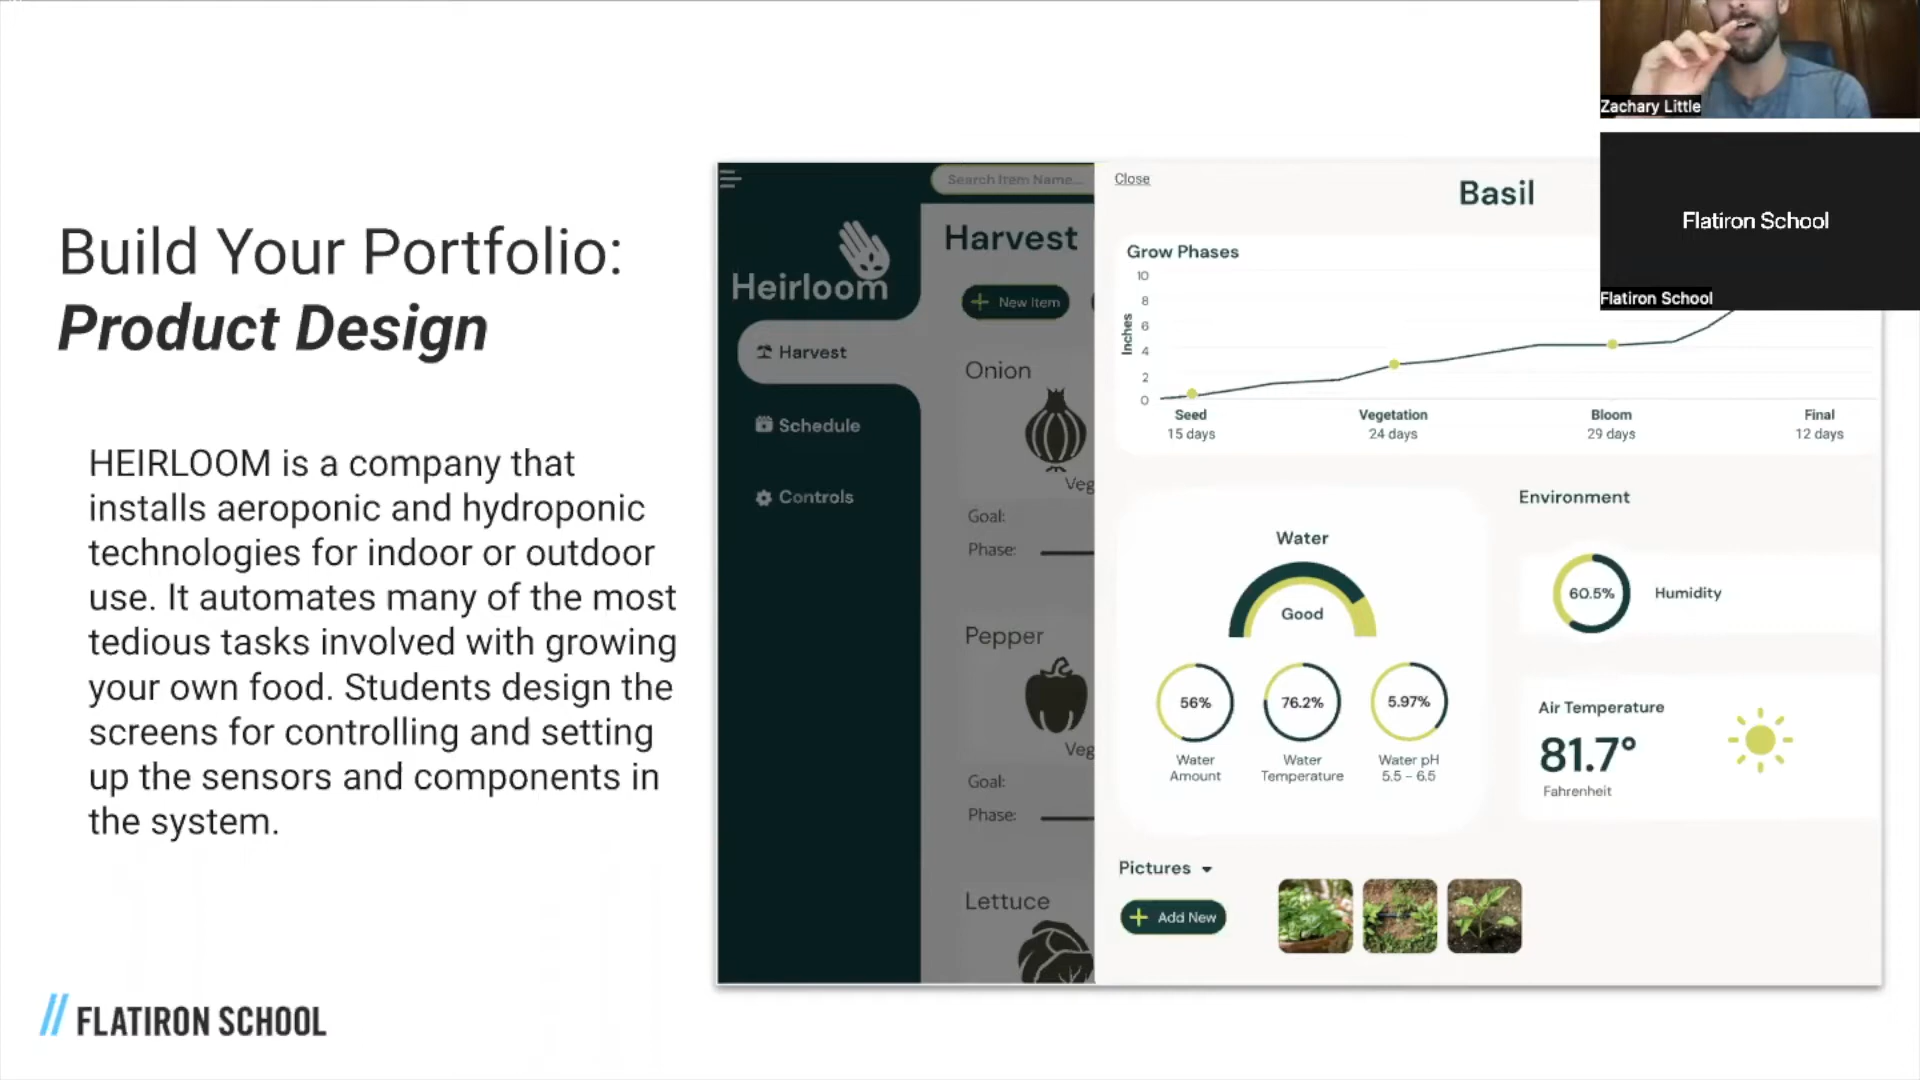 Zachary Little
Flatiron School
Flatiron School
Build Your Portfolio:
Product Design
HEIRLOOM is a company that
installs aeroponic and hydroponic
technologies for indoor or outdoor
use. It automates many of the most
tedious tasks involved with growing
your own food. Students design the
screens for controlling and setting
up the sensors and components in
the system.
// FLATIRON SCHOOL
Heirloom
Harvest
Schedule
Controls
Search Item Name...
Harvest
+ New Item
Onion
Veg
Goal:
Phase:
Pepper
Veg
Goal:
Phase:
Lettuce
Close
Basil
Grow Phases
Inches
10
8
6
4
2
0
Seed
15 days
Vegetation
24 days
Bloom
29 days
Final
12 days
Water
Good
56%
Water
Amount
76.2%
Water
Temperature
5.97%
Water pH
5.5 – 6.5
Environment
60.5%
Humidity
Air Temperature
81.7°
Fahrenheit
Pictures
+ Add New